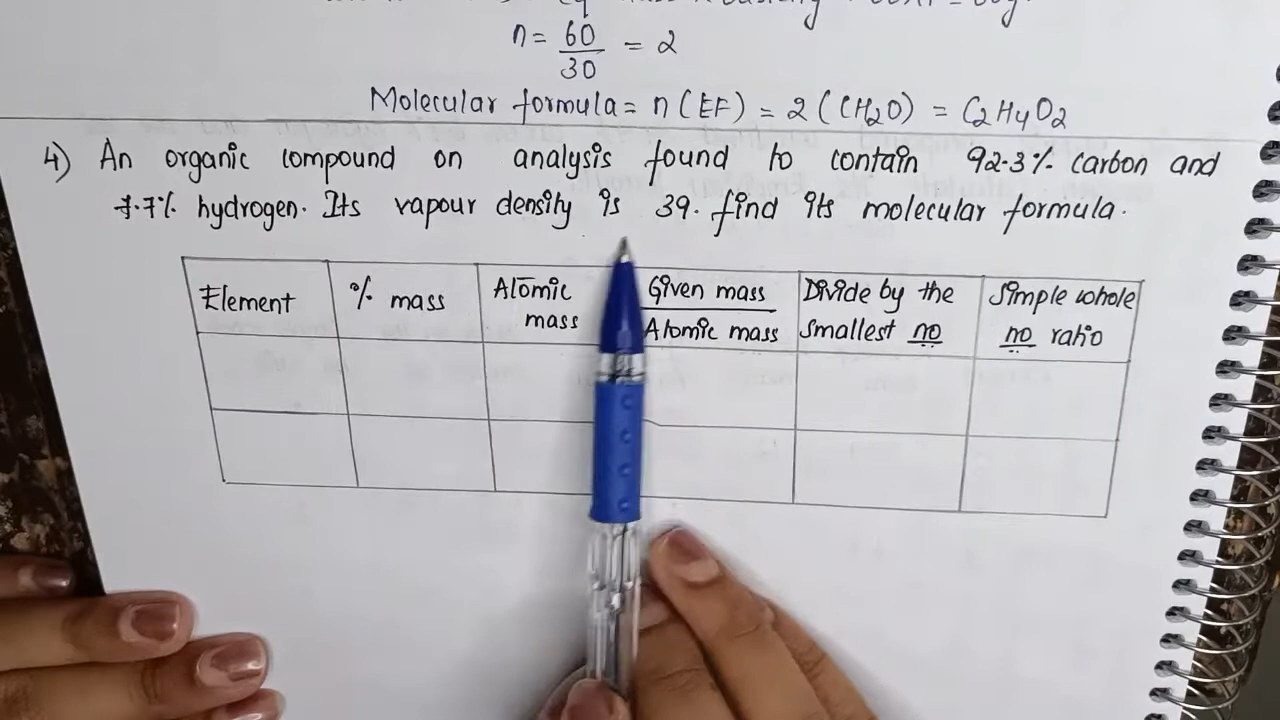 n = 60/30 = 2
Molecular formula = n (EF) = 2 (CH2O) = C2H4O2
4) An organic compound on analysis found to contain 92.3% carbon and
7.7% hydrogen. Its vapour density is 39. find its molecular formula.
Element | % mass | Atomic mass | Given mass / Atomic mass | Divide by the smallest no | Simple whole no ratio